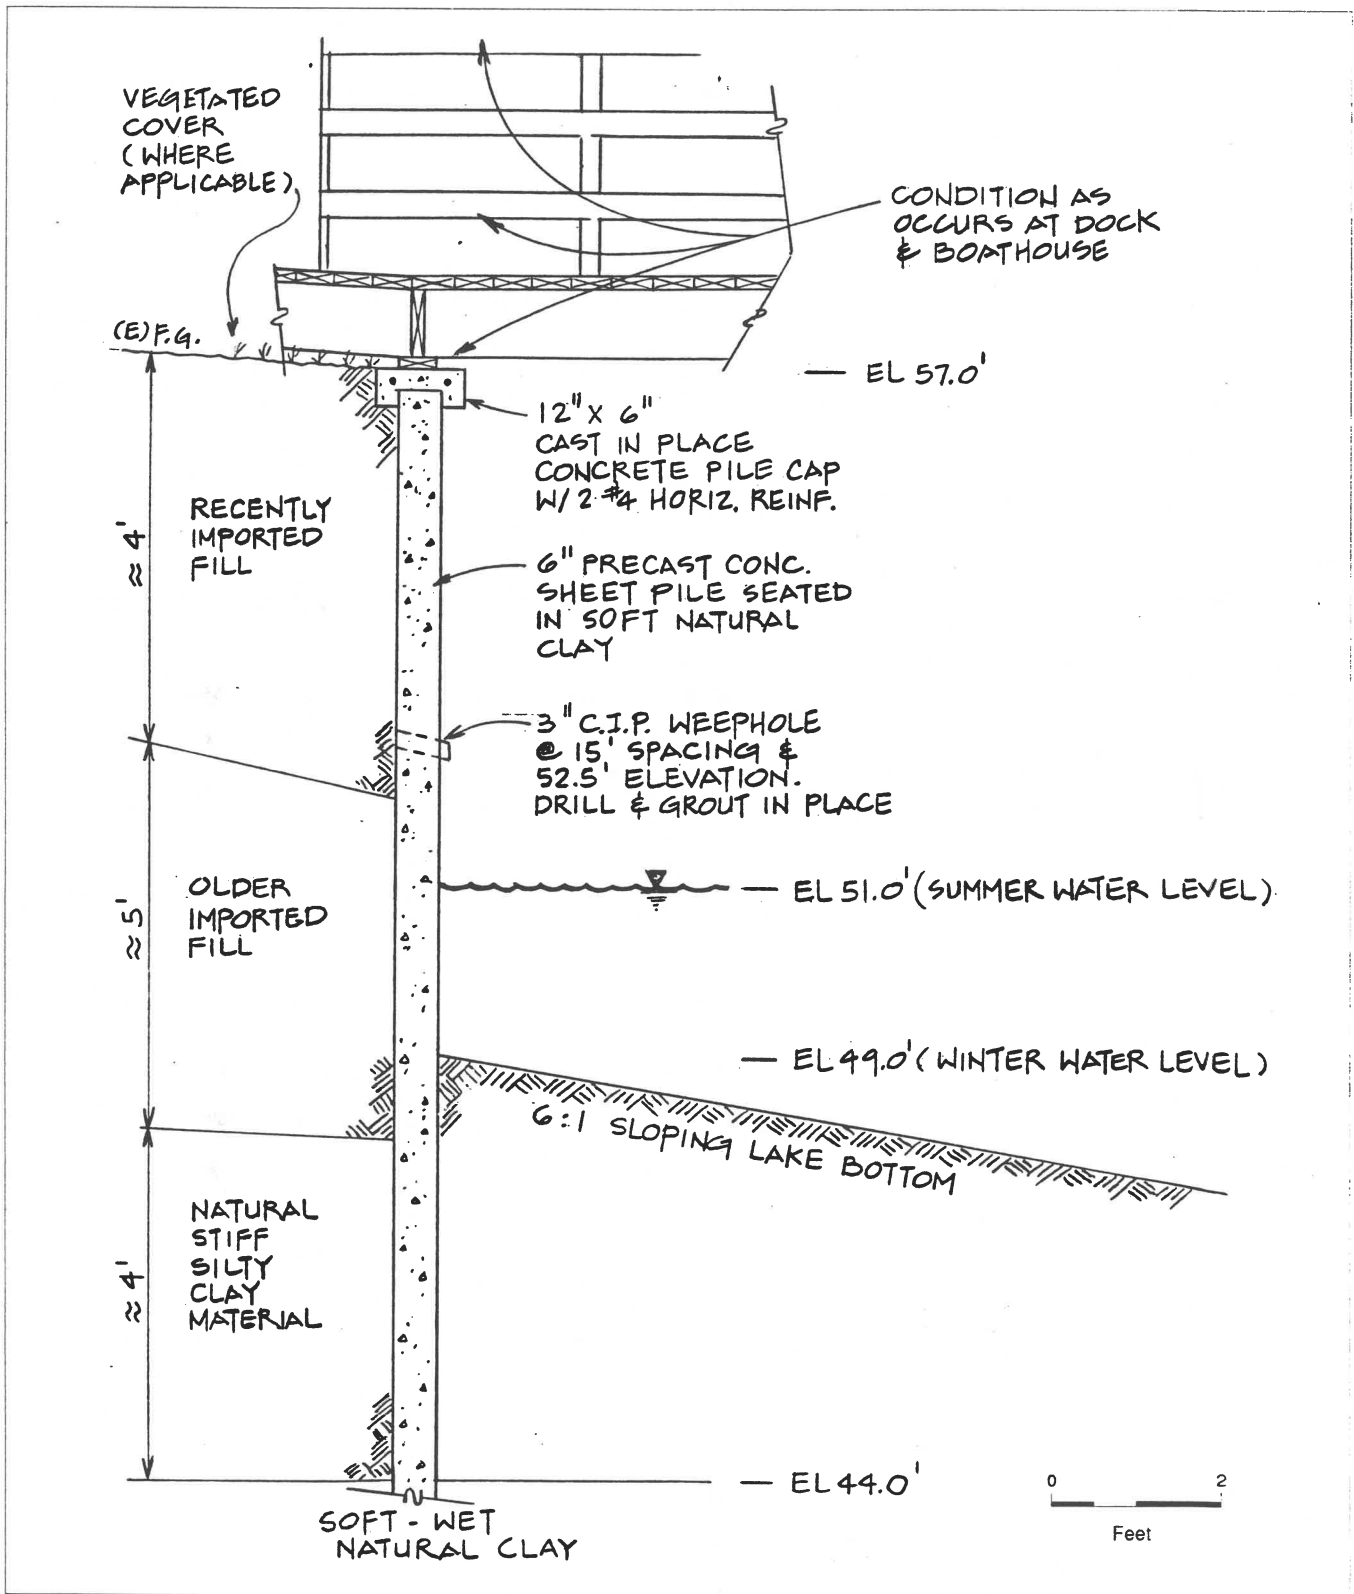 VEGETATED
COVER
(WHERE
APPLICABLE)
CONDITION AS
OCCURS AT DOCK
& BOATHOUSE
(E) F.G.
EL 57.0'
12" X 6"
CAST IN PLACE
CONCRETE PILE CAP
W/ 2 #4 HORIZ. REINF.
RECENTLY
IMPORTED
FILL
≈ 4'
6" PRECAST CONC.
SHEET PILE SEATED
IN SOFT NATURAL
CLAY
3" C.I.P. WEEPHOLE
@ 15' SPACING &
52.5' ELEVATION.
DRILL & GROUT IN PLACE
OLDER
IMPORTED
FILL
≈ 5'
EL 51.0' (SUMMER WATER LEVEL)
EL 49.0' (WINTER WATER LEVEL)
6:1 SLOPING LAKE BOTTOM
NATURAL
STIFF
SILTY
CLAY
MATERIAL
≈ 4'
EL 44.0'
SOFT - WET
NATURAL CLAY
0 2
Feet